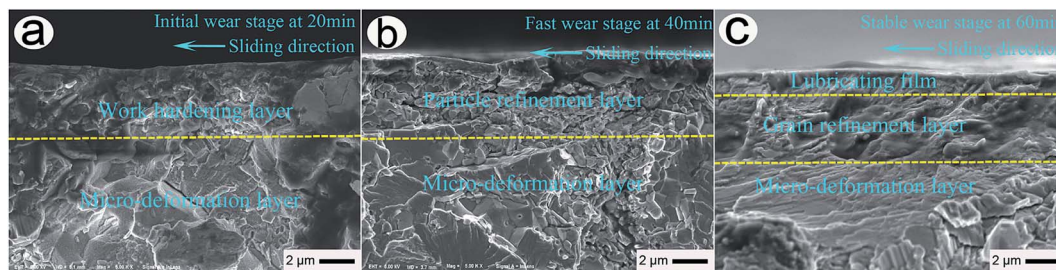 a
Initial wear stage at 20min
Sliding direction
Work hardening layer
Micro-deformation layer
2 μm
b
Fast wear stage at 40min
Sliding direction
Particle refinement layer
Micro-deformation layer
2 μm
c
Stable wear stage at 60min
Sliding direction
Lubricating film
Grain refinement layer
Micro-deformation layer
2 μm